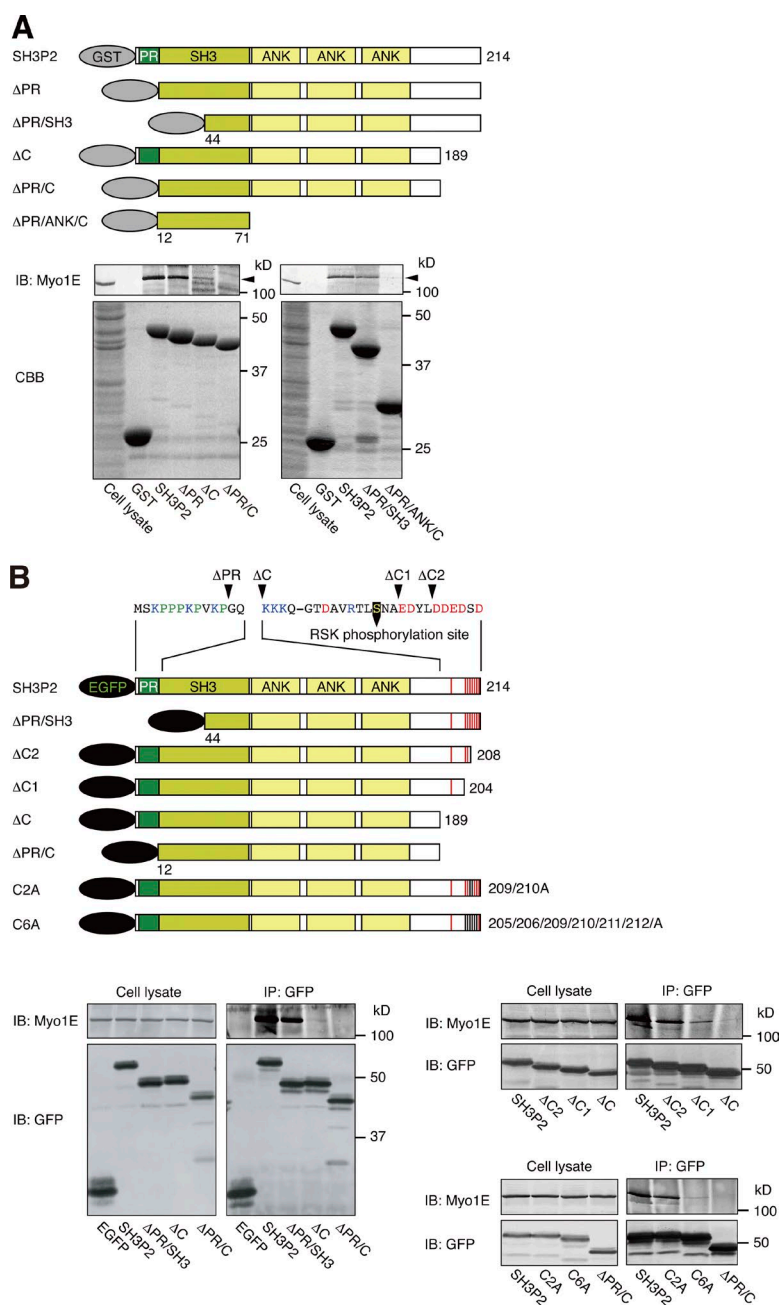 A
SH3P2 GST PR SH3 ANK ANK ANK 214
ΔPR
ΔPR/SH3
44
ΔC 189
ΔPR/C
ΔPR/ANK/C
12 71
kD kD
IB: Myo1E
100 100
50 50
CBB
37 37
25 25
Cell lysate GST SH3P2 ΔPR ΔC ΔPR/C
Cell lysate GST SH3P2 ΔPR/SH3 ΔPR/ANK/C
B
ΔPR ΔC ΔC1 ΔC2
MSKPPPKPVKPGQ KKKQ-GTDAVRTLSNAEDYLDDEDSD
RSK phosphorylation site
SH3P2 EGFP PR SH3 ANK ANK ANK 214
ΔPR/SH3
44
ΔC2 208
ΔC1 204
ΔC 189
ΔPR/C
12
C2A 209/210A
C6A 205/206/209/210/211/212/A
Cell lysate IP: GFP
kD
IB: Myo1E
100
50
IB: GFP
37
EGFP SH3P2 ΔPR/SH3 ΔC ΔPR/C EGFP SH3P2 ΔPR/SH3 ΔC ΔPR/C
Cell lysate IP: GFP
kD
IB: Myo1E
100
IB: GFP
50
SH3P2 ΔC2 ΔC1 ΔC SH3P2 ΔC2 ΔC1 ΔC
Cell lysate IP: GFP
kD
IB: Myo1E
100
IB: GFP
50
SH3P2 C2A C6A ΔPR/C SH3P2 C2A C6A ΔPR/C